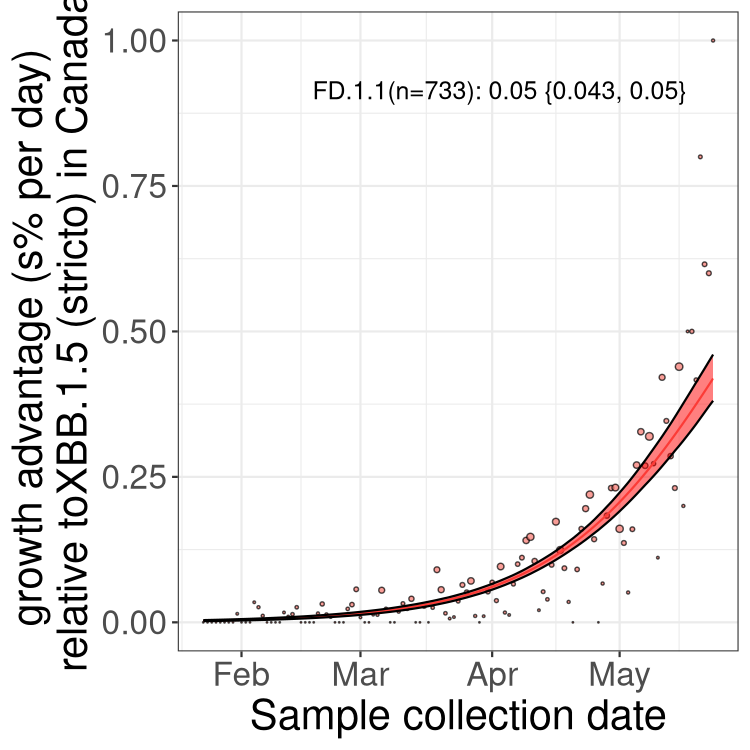 growth advantage (s% per day)
relative toXBB.1.5 (stricto) in Canada
1.00
0.75
0.50
0.25
0.00
FD.1.1(n=733): 0.05 {0.043, 0.05}
Feb Mar Apr May
Sample collection date